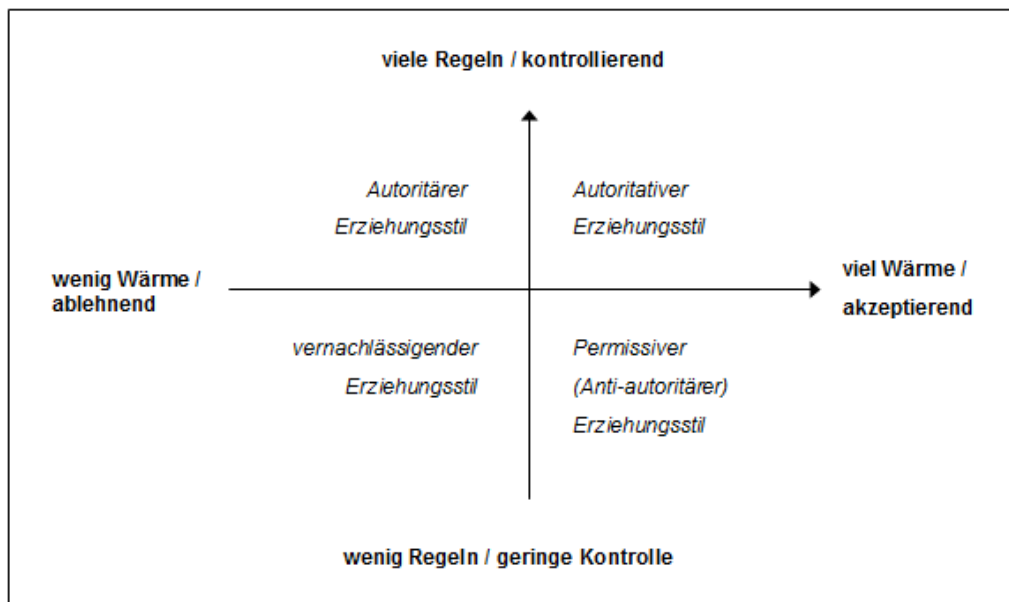 viele Regeln / kontrollierend
Autoritärer
Erziehungsstil
Autoritativer
Erziehungsstil
wenig Wärme /
ablehnend
viel Wärme /
akzeptierend
vernachlässigender
Erziehungsstil
Permissiver
(Anti-autoritärer)
Erziehungsstil
wenig Regeln / geringe Kontrolle